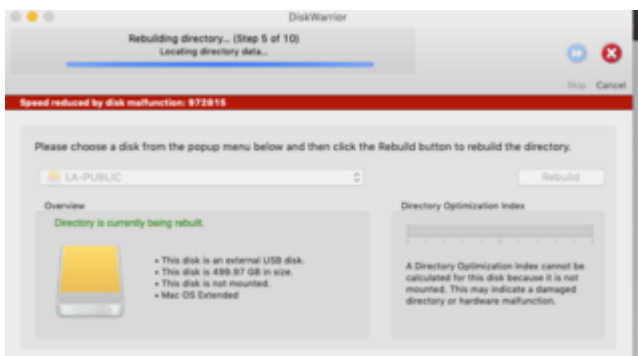 DiskWarrior
Rebuilding directory... (Step 5 of 10)
Locating directory data...
Skip Cancel
Speed reduced by disk malfunction: 972815
Please choose a disk from the popup menu below and then click the Rebuild button to rebuild the directory.
LA-PUBLIC
Rebuild
Overview
Directory is currently being rebuilt.
• This disk is an external USB disk.
• This disk is 499.97 GB in size.
• This disk is not mounted.
• Mac OS Extended
Directory Optimization Index
A Directory Optimization Index cannot be
calculated for this disk because it is not
mounted. This may indicate a damaged
directory or hardware malfunction.